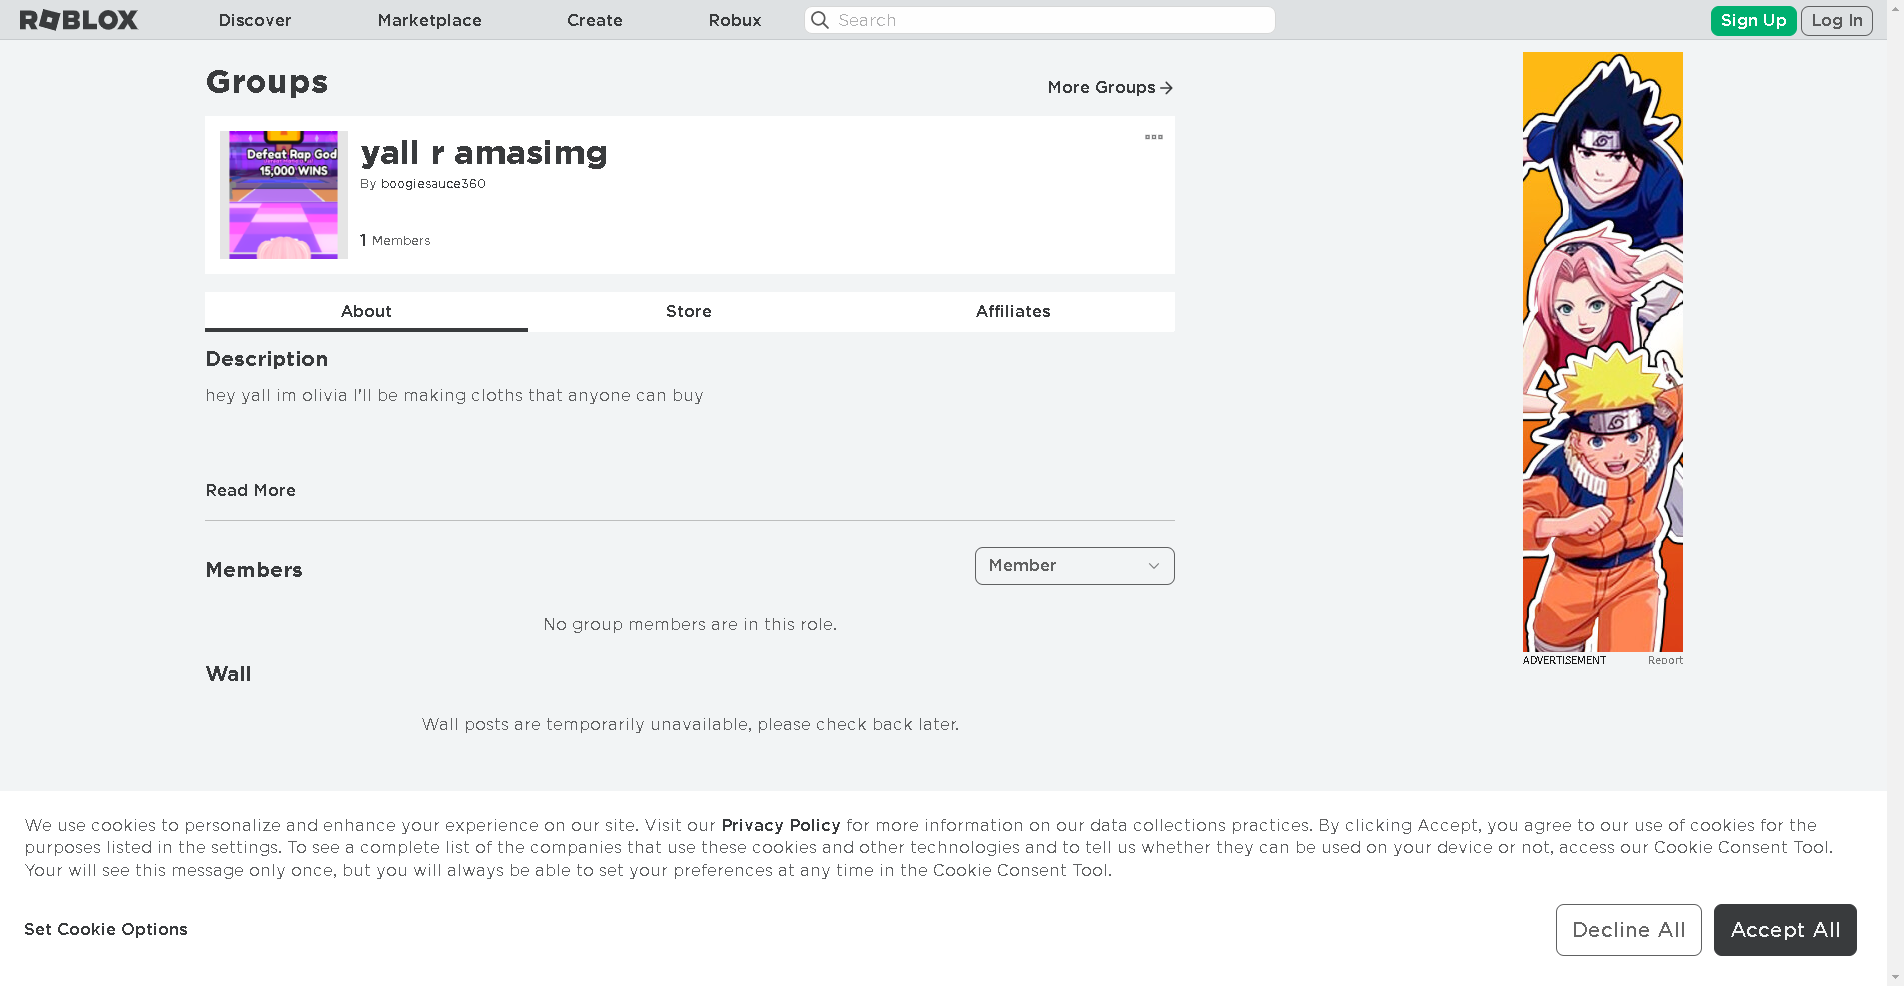 ROBLOX
Discover
Marketplace
Create
Robux
Search
Sign Up
Log In
Groups
More Groups
Defeat Rap God
15,000 WINS
yall r amasimg
By boogiesauce360
1 Members
About
Store
Affiliates
Description
hey yall im olivia I'll be making cloths that anyone can buy
Read More
Members
Member
No group members are in this role.
Wall
Wall posts are temporarily unavailable, please check back later.
ADVERTISEMENT
Report
We use cookies to personalize and enhance your experience on our site. Visit our Privacy Policy for more information on our data collections practices. By clicking Accept, you agree to our use of cookies for the
purposes listed in the settings. To see a complete list of the companies that use these cookies and other technologies and to tell us whether they can be used on your device or not, access our Cookie Consent Tool.
Your will see this message only once, but you will always be able to set your preferences at any time in the Cookie Consent Tool.
Set Cookie Options
Decline All
Accept All